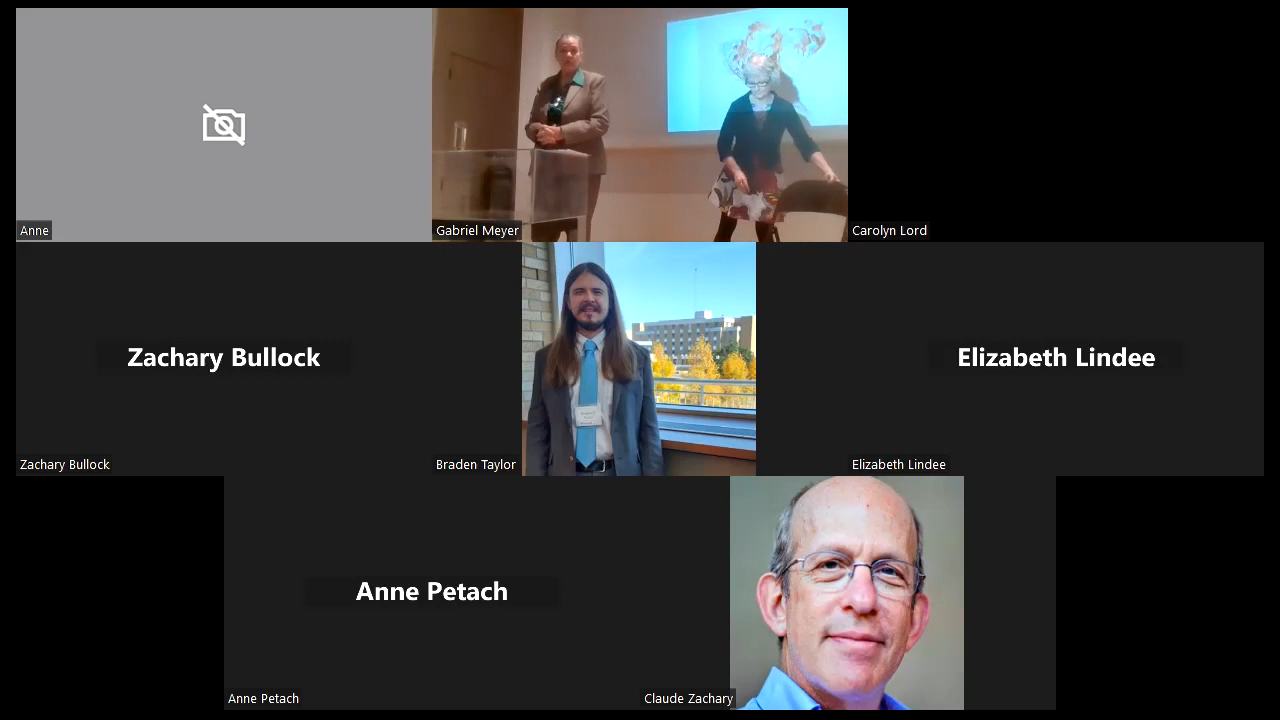 Anne
Gabriel Meyer
Carolyn Lord
Zachary Bullock
Zachary Bullock
Braden Taylor
Elizabeth Lindee
Elizabeth Lindee
Anne Petach
Anne Petach
Claude Zachary